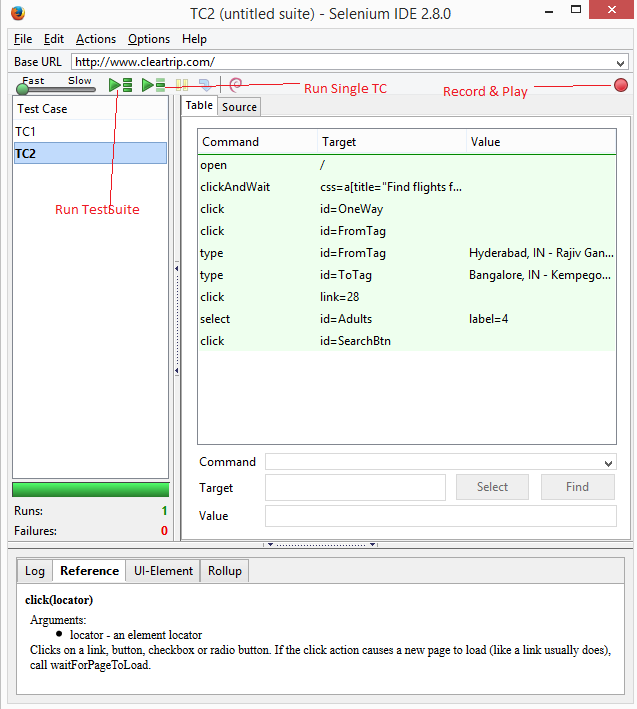 TC2 (untitled suite) - Selenium IDE 2.8.0
File Edit Actions Options Help
Base URL http://www.cleartrip.com/
Fast Slow
Run Single TC
Record & Play
Test Case
TC1
TC2
Run TestSuite
Table Source
Command Target Value
open /
clickAndWait css=a[title="Find flights f...
click id=OneWay
click id=FromTag
type id=FromTag Hyderabad, IN - Rajiv Gan...
type id=ToTag Bangalore, IN - Kempego...
click link=28
select id=Adults label=4
click id=SearchBtn
Command
Target Select Find
Value
Runs: 1
Failures: 0
Log Reference UI-Element Rollup
click(locator)
Arguments:
locator - an element locator
Clicks on a link, button, checkbox or radio button. If the click action causes a new page to load (like a link usually does),
call waitForPageToLoad.